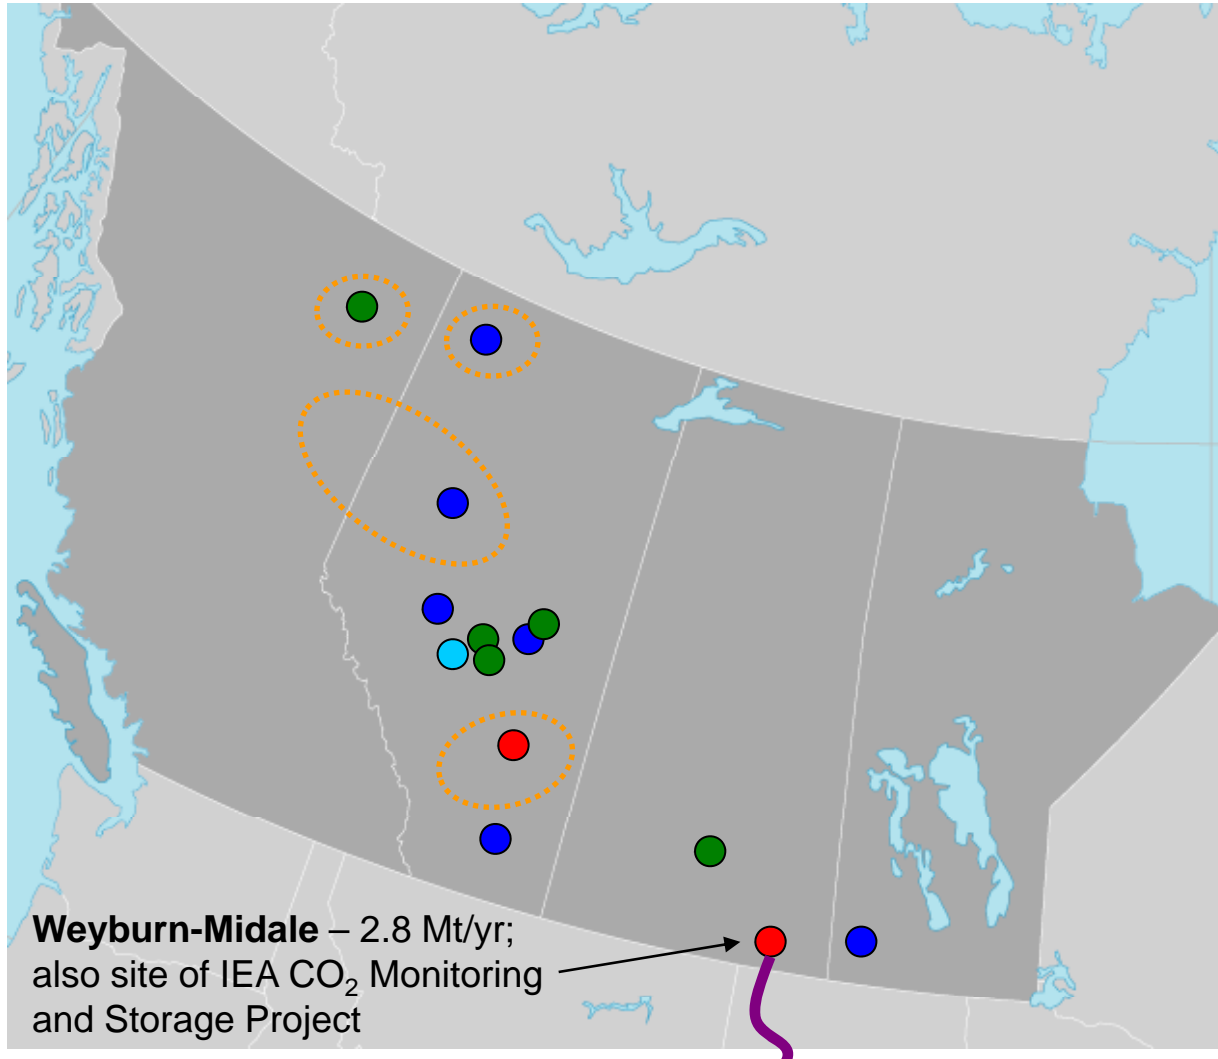 Weyburn-Midale – 2.8 Mt/yr;
also site of IEA CO₂ Monitoring
and Storage Project